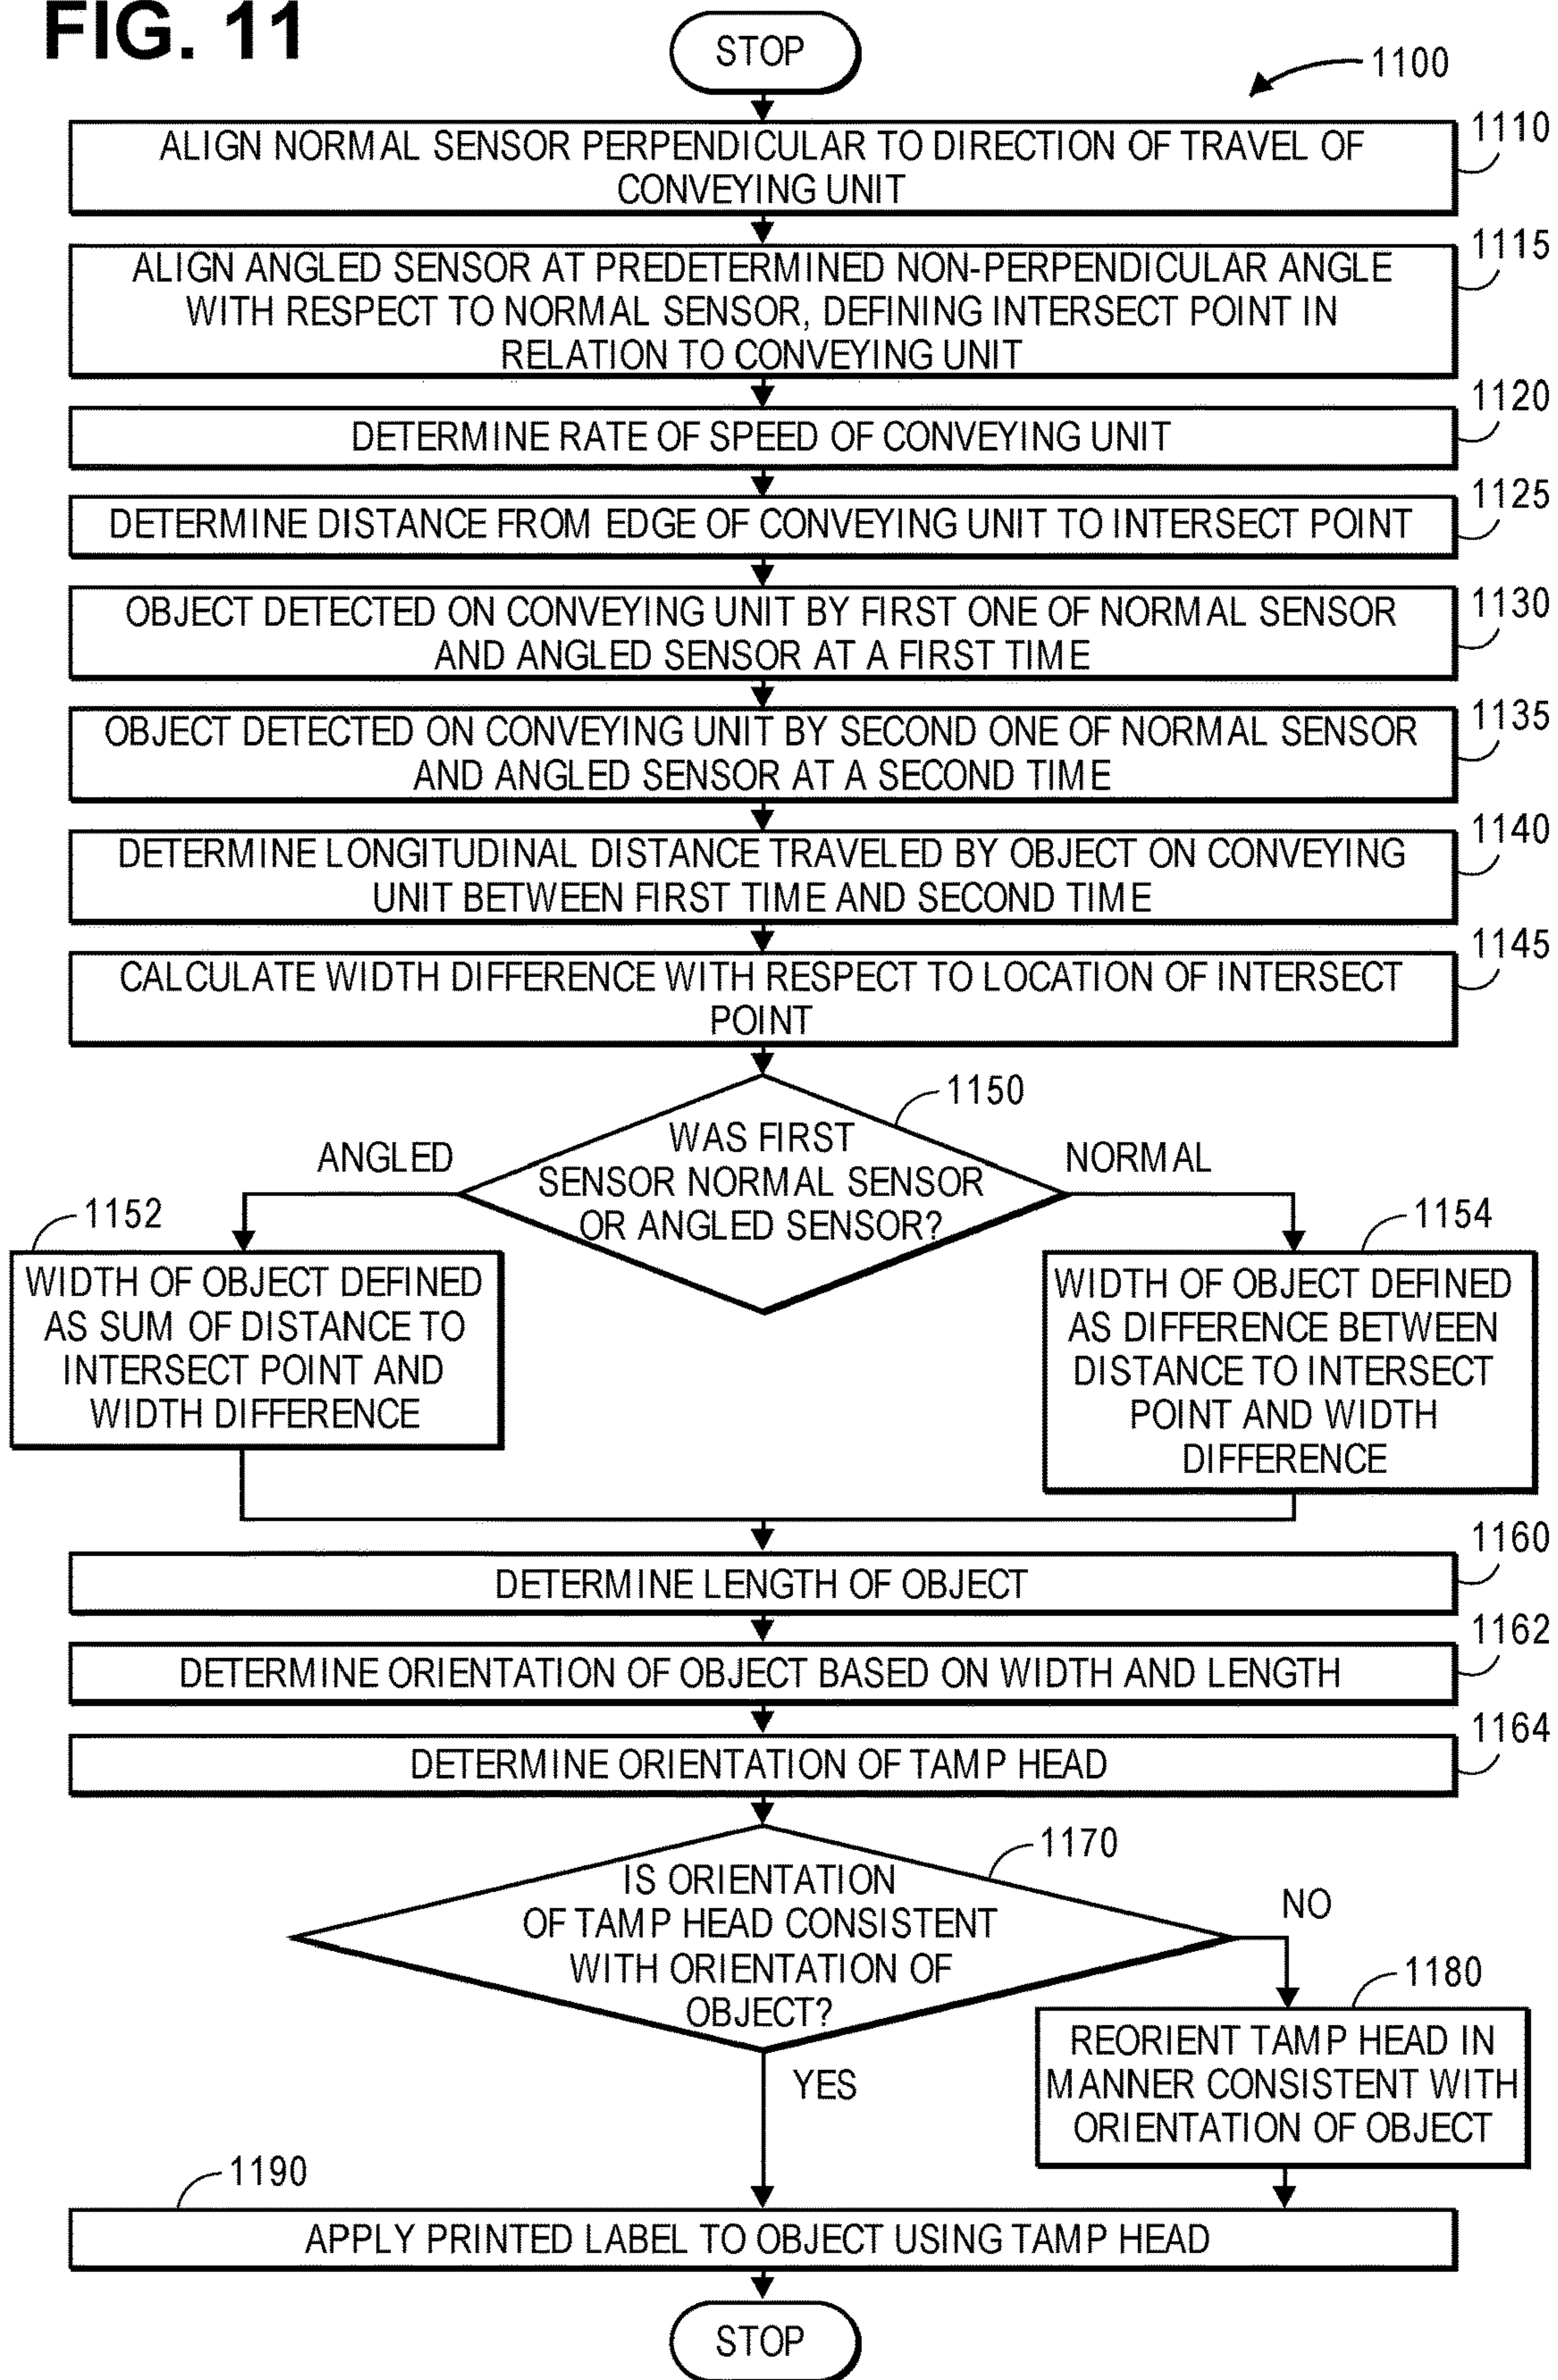 FIG. 11
STOP
1100
1110
ALIGN NORMAL SENSOR PERPENDICULAR TO DIRECTION OF TRAVEL OF
CONVEYING UNIT
1115
ALIGN ANGLED SENSOR AT PREDETERMINED NON-PERPENDICULAR ANGLE
WITH RESPECT TO NORMAL SENSOR, DEFINING INTERSECT POINT IN
RELATION TO CONVEYING UNIT
1120
DETERMINE RATE OF SPEED OF CONVEYING UNIT
1125
DETERMINE DISTANCE FROM EDGE OF CONVEYING UNIT TO INTERSECT POINT
1130
OBJECT DETECTED ON CONVEYING UNIT BY FIRST ONE OF NORMAL SENSOR
AND ANGLED SENSOR AT A FIRST TIME
1135
OBJECT DETECTED ON CONVEYING UNIT BY SECOND ONE OF NORMAL SENSOR
AND ANGLED SENSOR AT A SECOND TIME
1140
DETERMINE LONGITUDINAL DISTANCE TRAVELED BY OBJECT ON CONVEYING
UNIT BETWEEN FIRST TIME AND SECOND TIME
1145
CALCULATE WIDTH DIFFERENCE WITH RESPECT TO LOCATION OF INTERSECT
POINT
1150
WAS FIRST
SENSOR NORMAL SENSOR
OR ANGLED SENSOR?
ANGLED
NORMAL
1152
WIDTH OF OBJECT DEFINED
AS SUM OF DISTANCE TO
INTERSECT POINT AND
WIDTH DIFFERENCE
1154
WIDTH OF OBJECT DEFINED
AS DIFFERENCE BETWEEN
DISTANCE TO INTERSECT
POINT AND WIDTH
DIFFERENCE
1160
DETERMINE LENGTH OF OBJECT
1162
DETERMINE ORIENTATION OF OBJECT BASED ON WIDTH AND LENGTH
1164
DETERMINE ORIENTATION OF TAMP HEAD
1170
IS ORIENTATION
OF TAMP HEAD CONSISTENT
WITH ORIENTATION OF
OBJECT?
NO
1180
REORIENT TAMP HEAD IN
MANNER CONSISTENT WITH
ORIENTATION OF OBJECT
YES
1190
APPLY PRINTED LABEL TO OBJECT USING TAMP HEAD
STOP